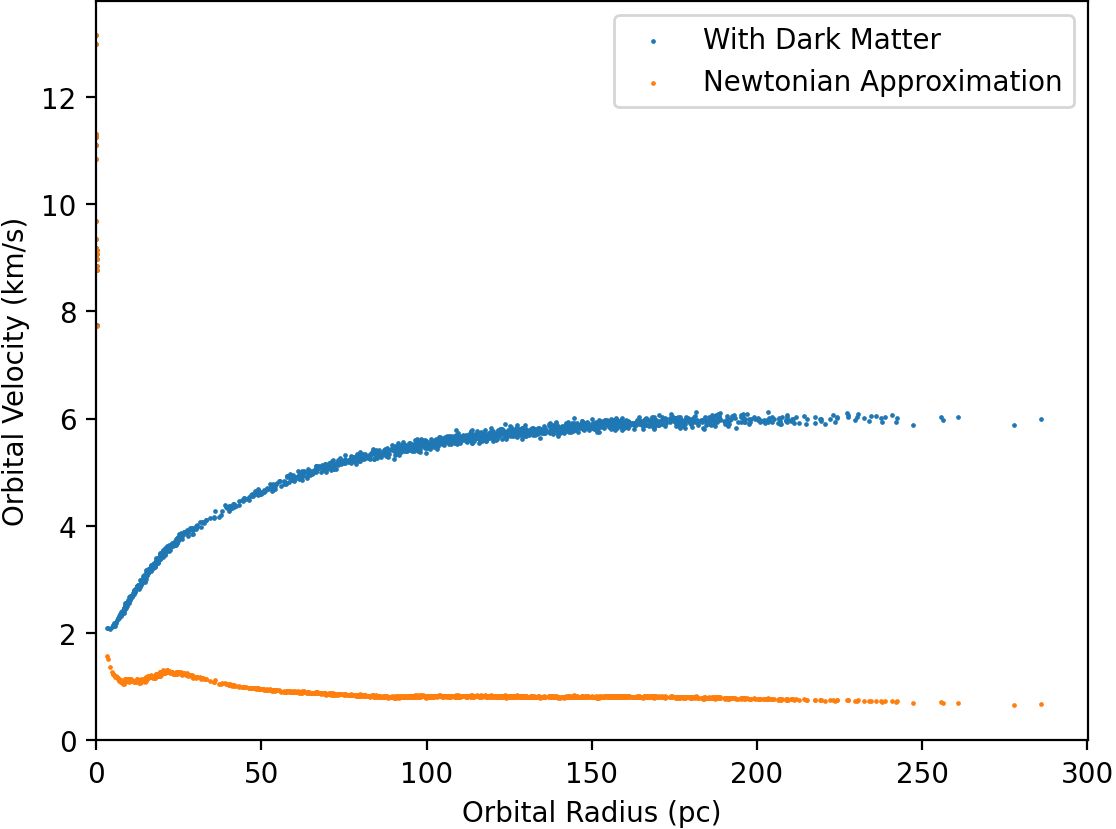 With Dark Matter
Newtonian Approximation
12
10
8
6
4
2
0
Orbital Velocity (km/s)
0 50 100 150 200 250 300
Orbital Radius (pc)